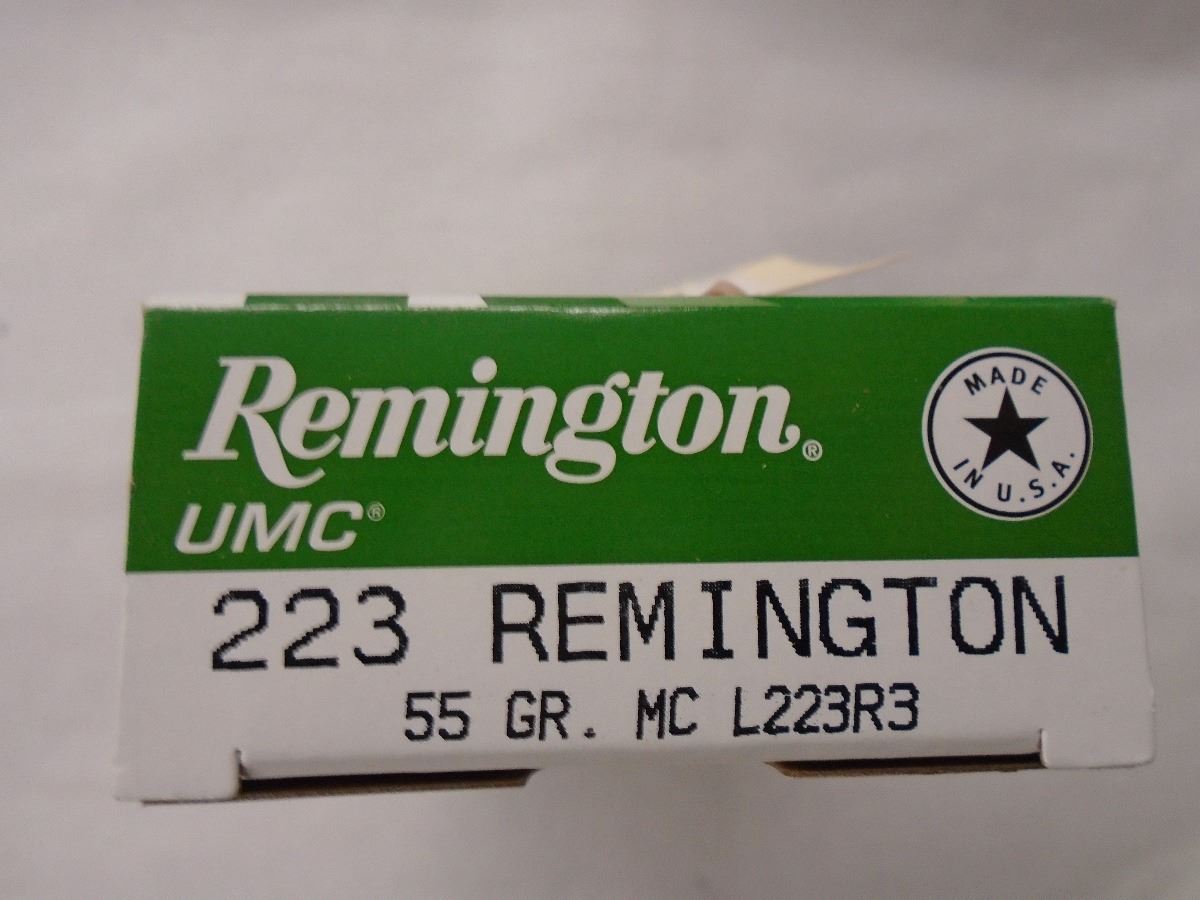 Remington®
UMC®
MADE
IN U.S.A.
223 REMINGTON
55 GR. MC L223R3